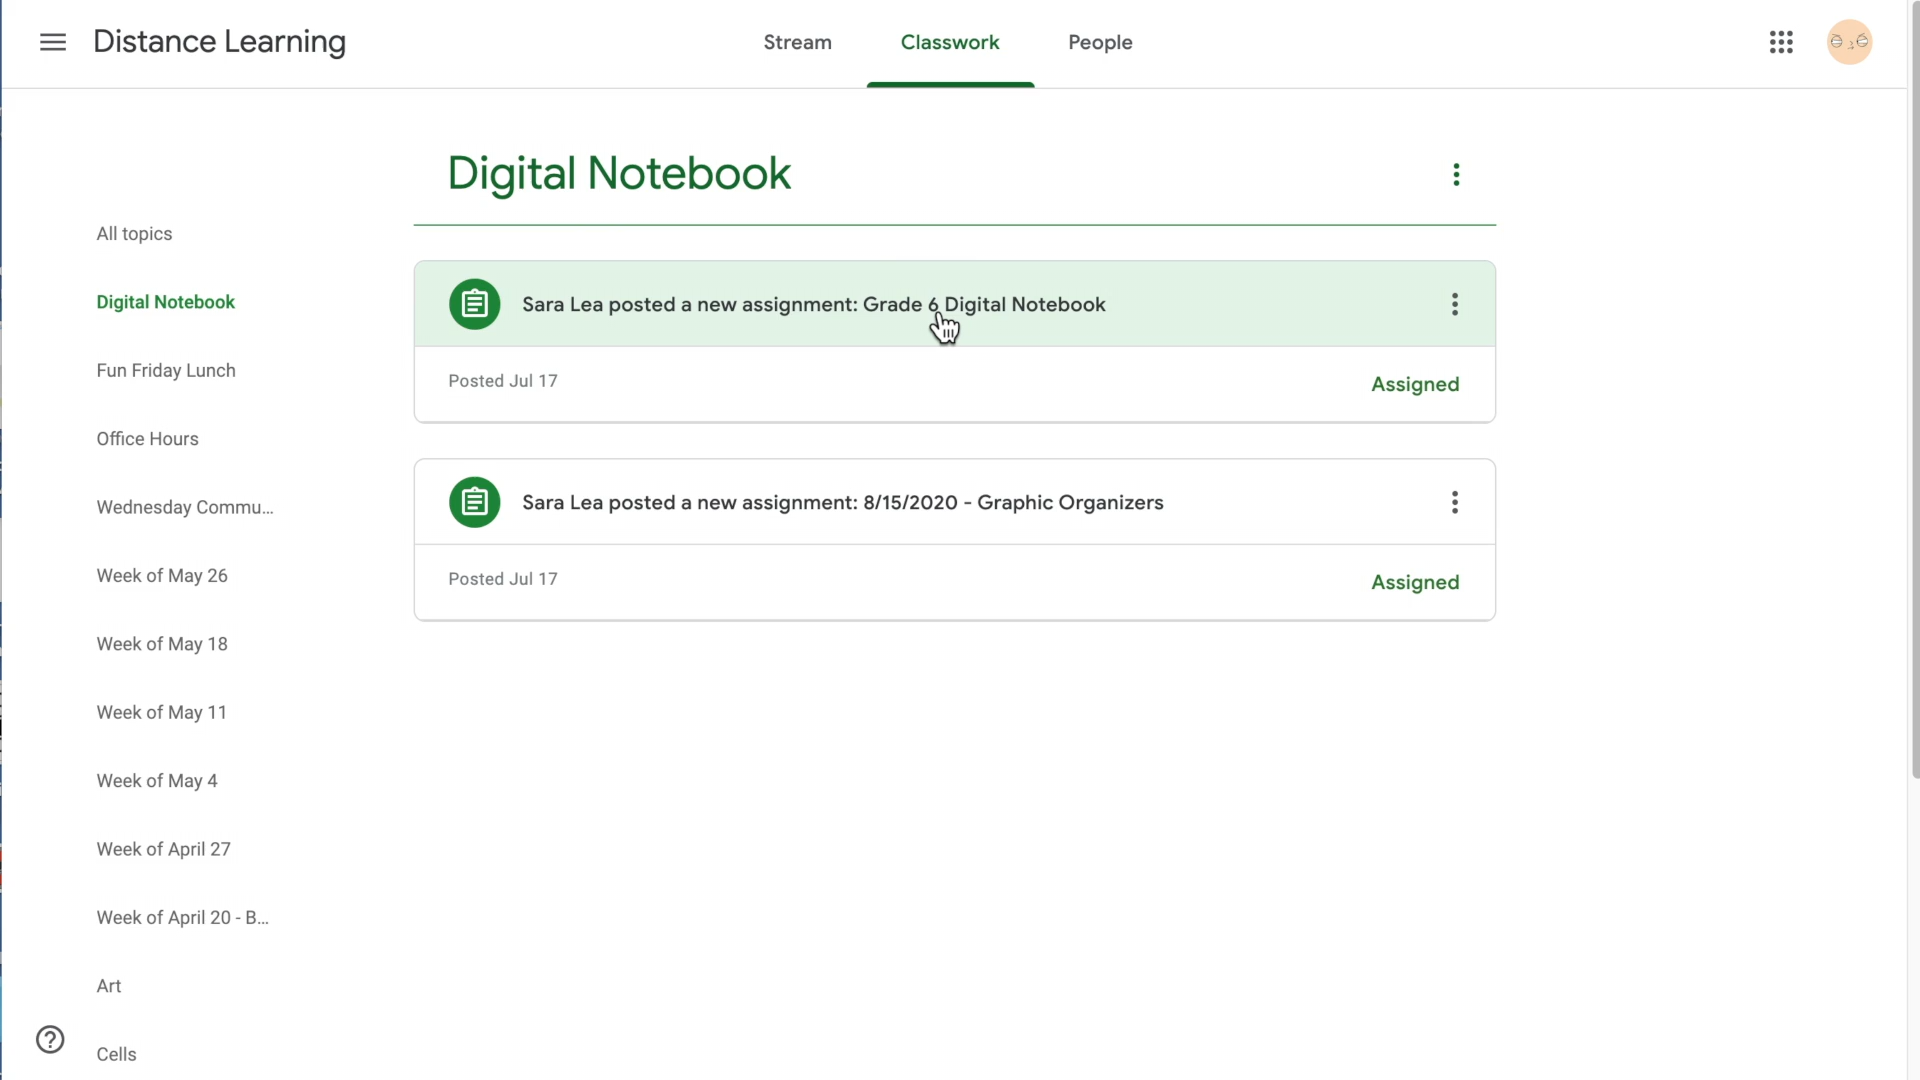 Distance Learning
Stream
Classwork
People
Digital Notebook
All topics
Digital Notebook
Fun Friday Lunch
Office Hours
Wednesday Commu...
Week of May 26
Week of May 18
Week of May 11
Week of May 4
Week of April 27
Week of April 20 - B...
Art
Cells
Sara Lea posted a new assignment: Grade 6 Digital Notebook
Posted Jul 17
Assigned
Sara Lea posted a new assignment: 8/15/2020 - Graphic Organizers
Posted Jul 17
Assigned